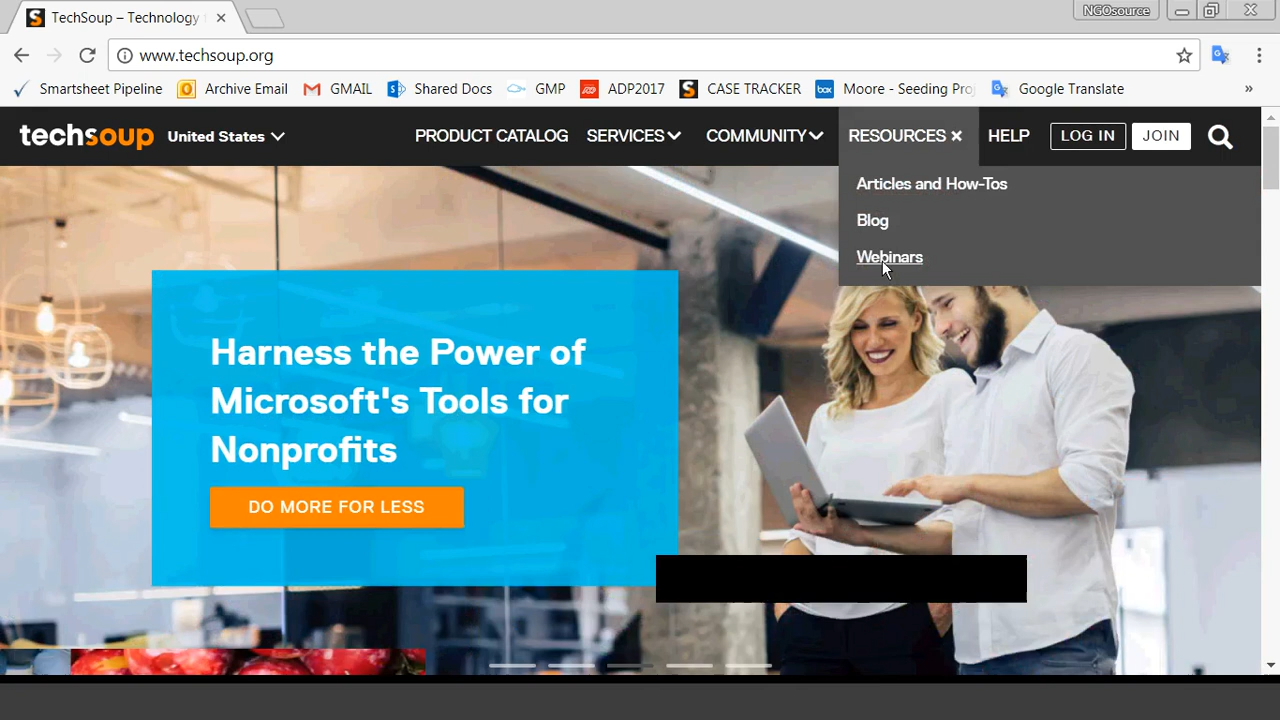 TechSoup – Technology
NGOsource
www.techsoup.org
Smartsheet Pipeline Archive Email GMAIL Shared Docs GMP ADP2017 CASE TRACKER Moore - Seeding Proj Google Translate »
techsoup United States PRODUCT CATALOG SERVICES COMMUNITY RESOURCES × HELP LOG IN JOIN
Articles and How-Tos
Blog
Webinars
Harness the Power of
Microsoft's Tools for
Nonprofits
DO MORE FOR LESS